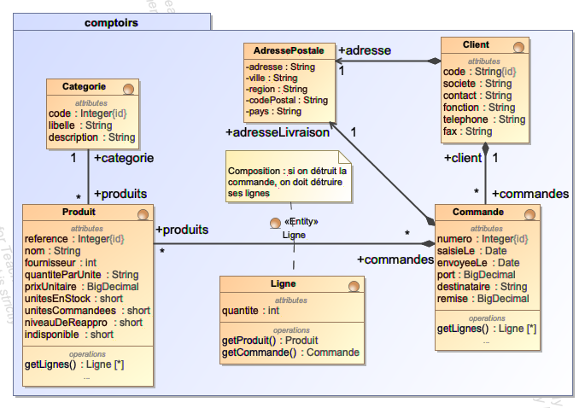 comptoirs
AdressePostale
-adresse : String
-ville : String
-region : String
-codePostal : String
-pays : String
+adresse
1
Client
attributes
code : String{id}
societe : String
contact : String
fonction : String
telephone : String
fax : String
Categorie
attributes
code : Integer{id}
libelle : String
description : String
1
+categorie
*
+produits
+adresseLivraison
1
+client
1
*
+commandes
Composition : si on détruit la
commande, on doit détruire
ses lignes
«Entity»
Ligne
Produit
attributes
reference : Integer{id}
nom : String
fournisseur : int
quantiteParUnite : String
prixUnitaire : BigDecimal
unitesEnStock : short
unitesCommandees : short
niveauDeReappro : short
indisponible : short
operations
getLignes() : Ligne [*]
...
+produits
*
*
+commandes
Ligne
attributes
quantite : int
operations
getProduit() : Produit
getCommande() : Commande
Commande
attributes
numero : Integer{id}
saisieLe : Date
envoyeeLe : Date
port : BigDecimal
destinataire : String
remise : BigDecimal
operations
getLignes() : Ligne [*]
...